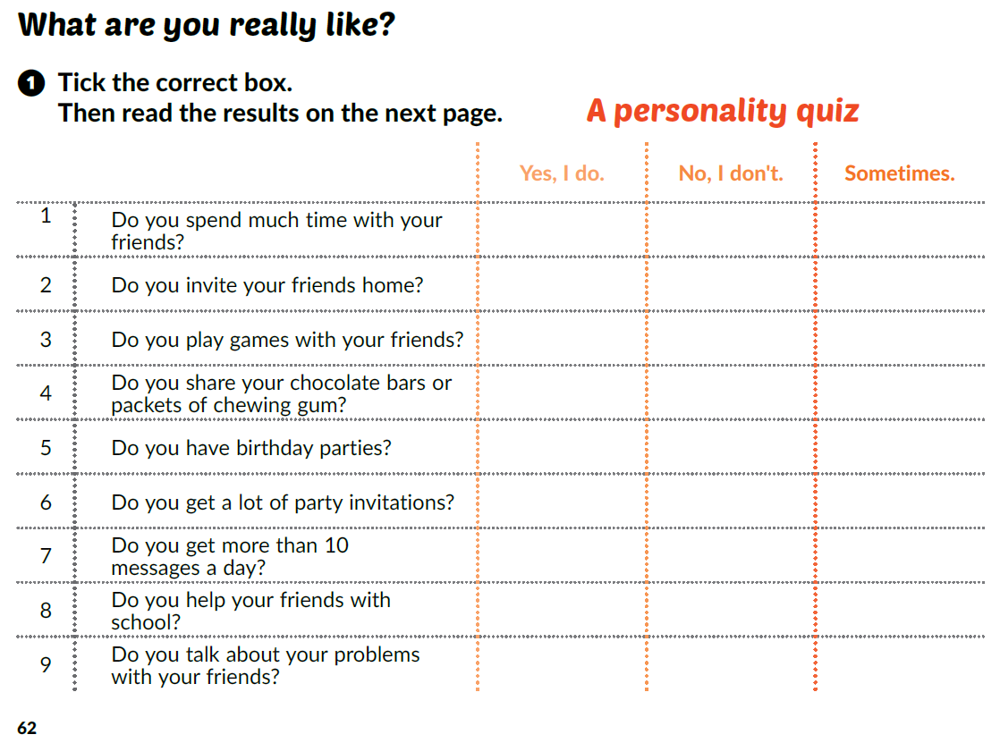 What are you really like?
1 Tick the correct box.
Then read the results on the next page.
A personality quiz
Yes, I do. No, I don't. Sometimes.
1 Do you spend much time with your
friends?
2 Do you invite your friends home?
3 Do you play games with your friends?
4 Do you share your chocolate bars or
packets of chewing gum?
5 Do you have birthday parties?
6 Do you get a lot of party invitations?
7 Do you get more than 10
messages a day?
8 Do you help your friends with
school?
9 Do you talk about your problems
with your friends?
62